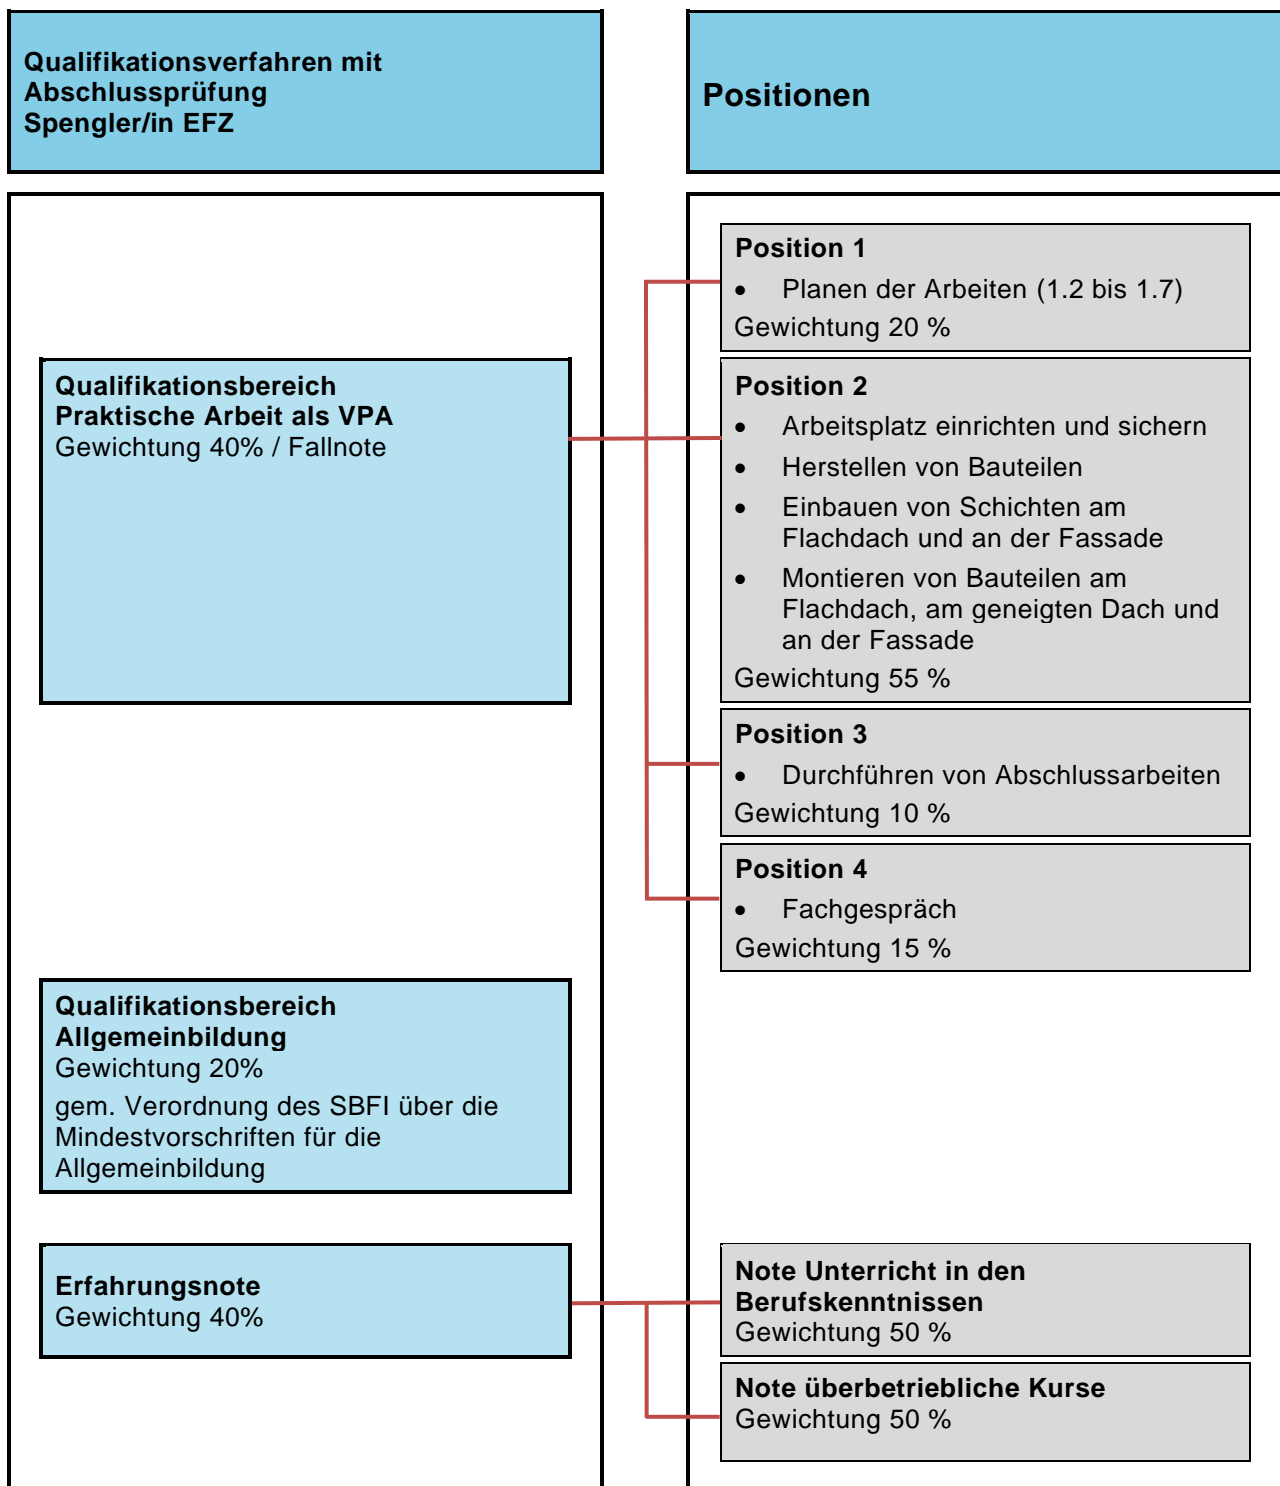 Qualifikationsverfahren mit
Abschlussprüfung
Spengler/in EFZ
Positionen
Position 1
• Planen der Arbeiten (1.2 bis 1.7)
Gewichtung 20 %
Qualifikationsbereich
Praktische Arbeit als VPA
Gewichtung 40% / Fallnote
Position 2
• Arbeitsplatz einrichten und sichern
• Herstellen von Bauteilen
• Einbauen von Schichten am
Flachdach und an der Fassade
• Montieren von Bauteilen am
Flachdach, am geneigten Dach und
an der Fassade
Gewichtung 55 %
Position 3
• Durchführen von Abschlussarbeiten
Gewichtung 10 %
Position 4
• Fachgespräch
Gewichtung 15 %
Qualifikationsbereich
Allgemeinbildung
Gewichtung 20%
gem. Verordnung des SBFI über die
Mindestvorschriften für die
Allgemeinbildung
Erfahrungsnote
Gewichtung 40%
Note Unterricht in den
Berufskenntnissen
Gewichtung 50 %
Note überbetriebliche Kurse
Gewichtung 50 %